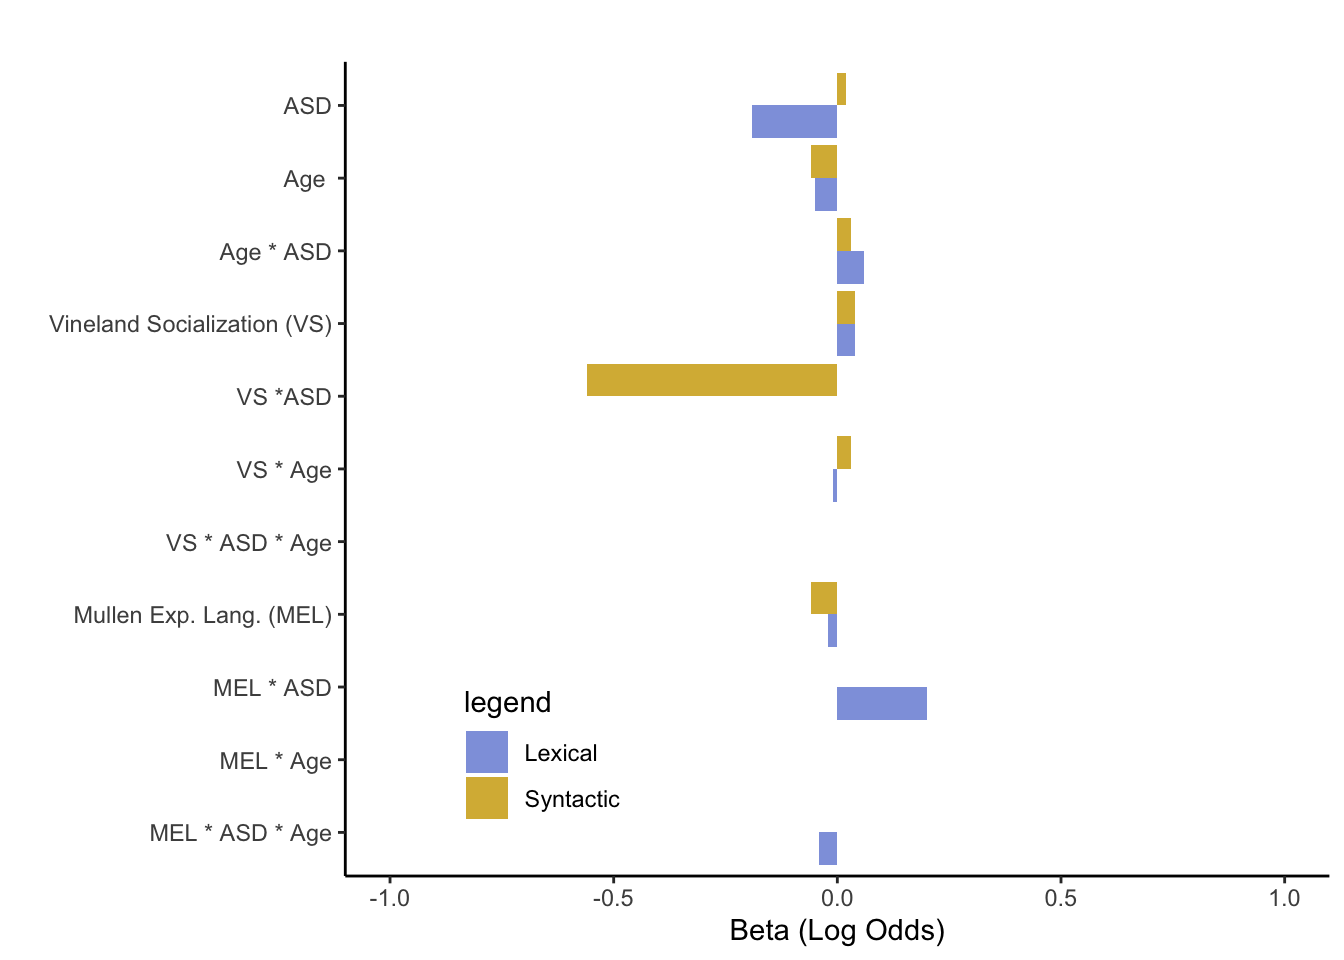 ASD
Age
Age * ASD
Vineland Socialization (VS)
VS *ASD
VS * Age
VS * ASD * Age
Mullen Exp. Lang. (MEL)
MEL * ASD
MEL * Age
MEL * ASD * Age
legend
Lexical
Syntactic
-1.0 -0.5 0.0 0.5 1.0
Beta (Log Odds)